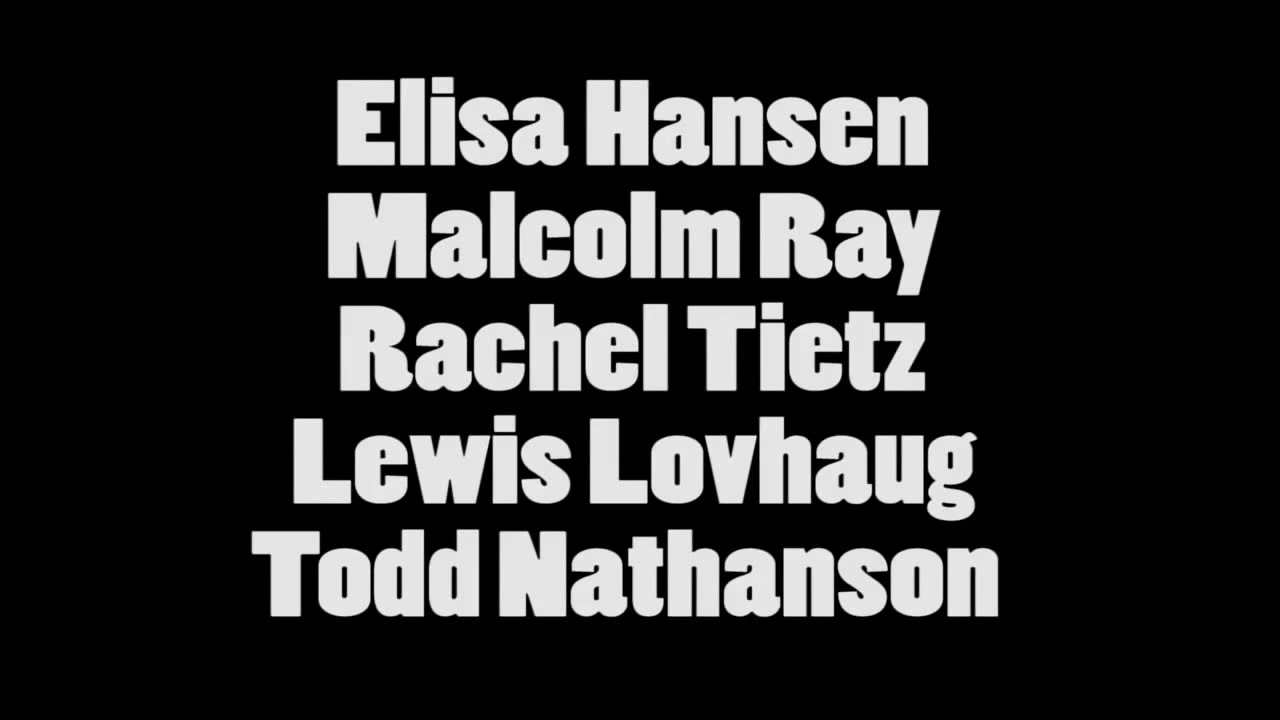 Elisa Hansen
Malcolm Ray
Rachel Tietz
Lewis Lovhaug
Todd Nathanson